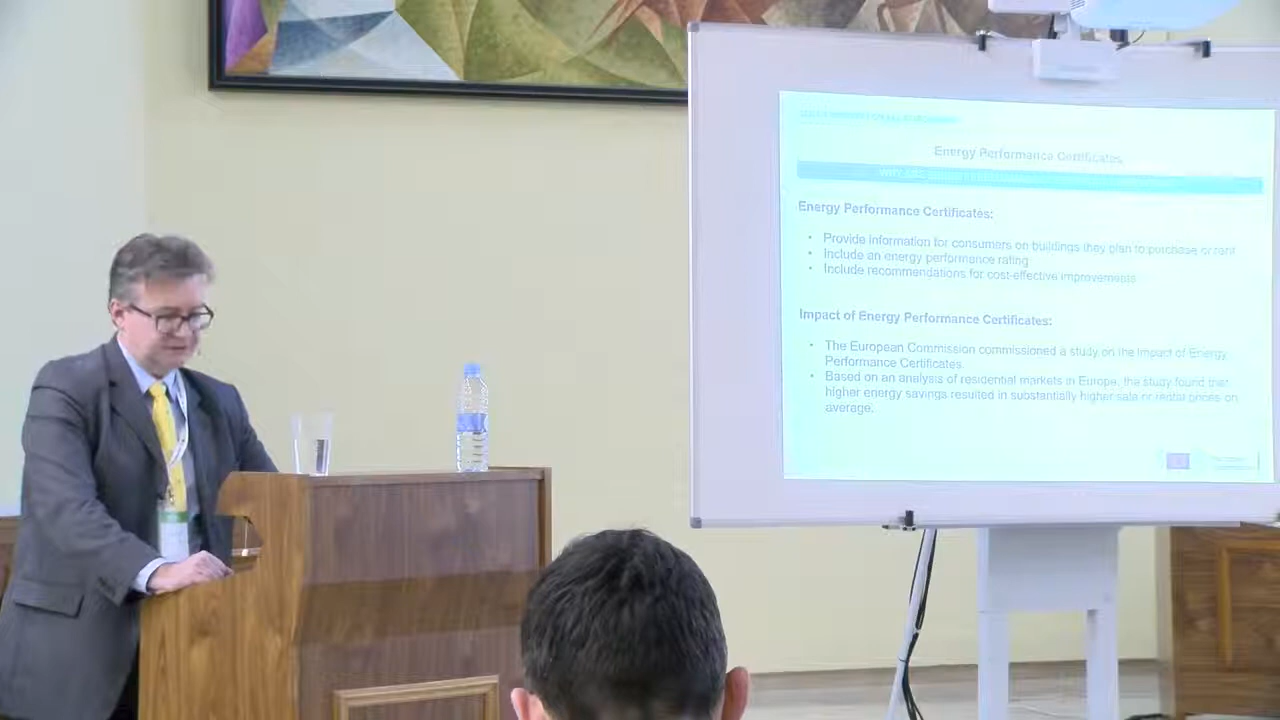 Energy Performance Certificates
Energy Performance Certificates:
• Provide information for consumers on buildings they plan to purchase or rent
• Include an energy performance rating
• Include recommendations for cost-effective improvements
Impact of Energy Performance Certificates:
• The European Commission commissioned a study on the impact of Energy
Performance Certificates.
• Based on an analysis of residential markets in Europe, the study found that
higher energy savings resulted in substantially higher sale or rental prices on
average.